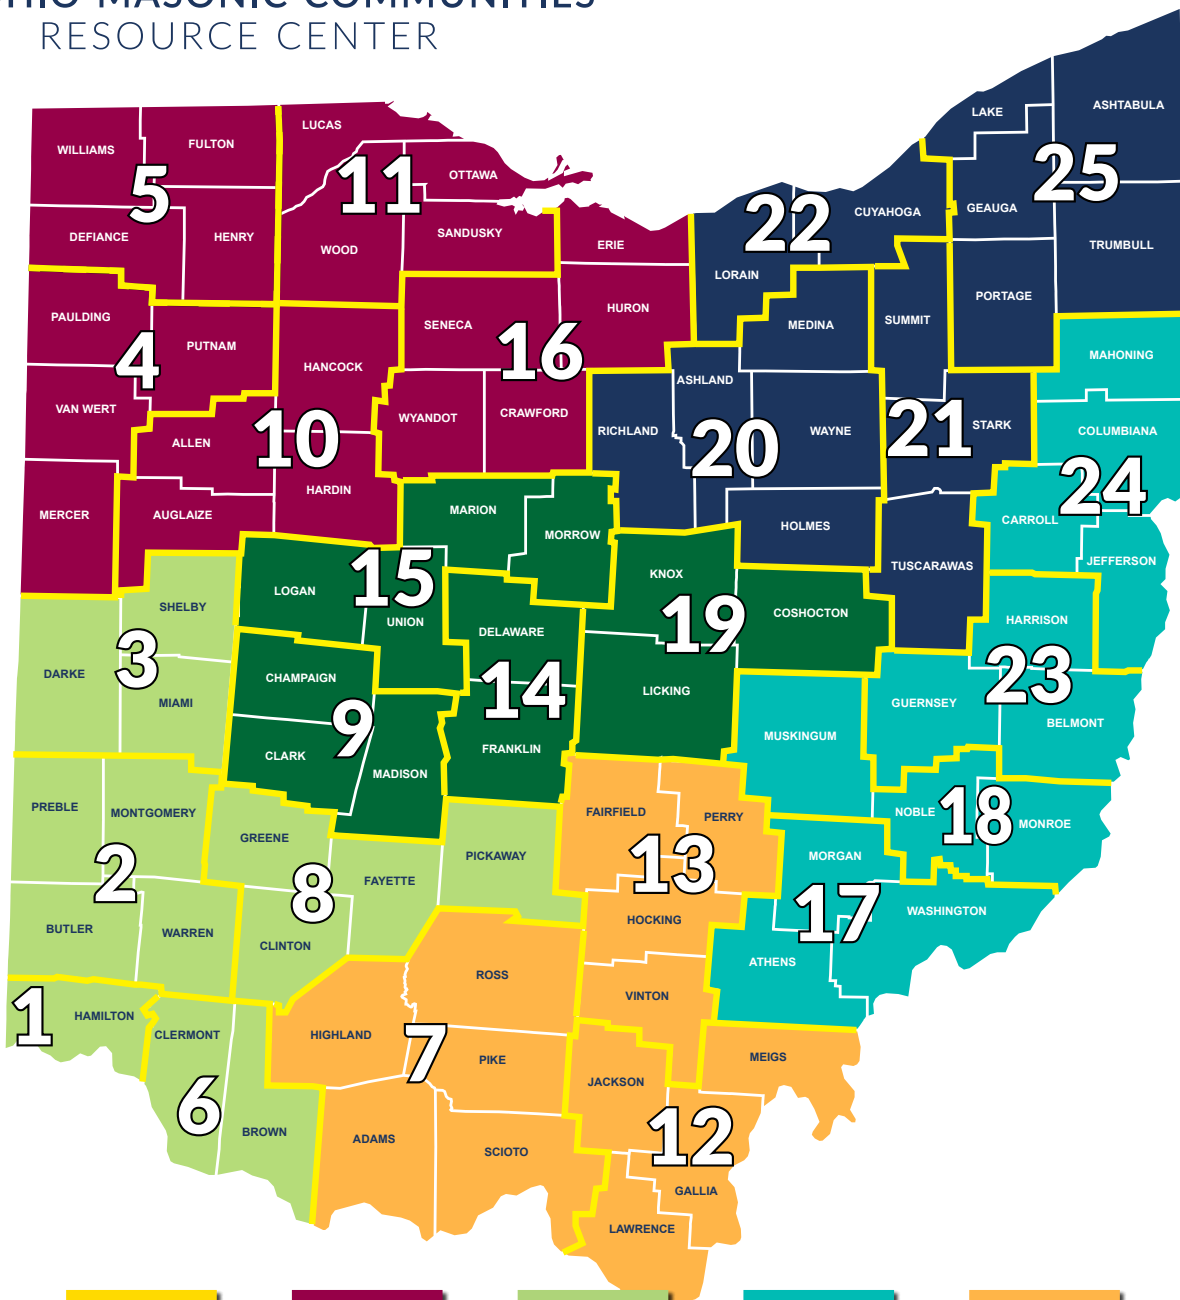 OHIO MASONIC COMMUNITIES
RESOURCE CENTER
LAKE
ASHTABULA
LUCAS
WILLIAMS
FULTON
5
11
OTTAWA
25
22
CUYAHOGA
GEAUGA
DEFIANCE
HENRY
WOOD
SANDUSKY
ERIE
TRUMBULL
LORAIN
PORTAGE
PAULDING
PUTNAM
4
SENECA
HURON
16
MEDINA
SUMMIT
MAHONING
HANCOCK
ASHLAND
VAN WERT
ALLEN
10
WYANDOT
CRAWFORD
RICHLAND
20
WAYNE
21
STARK
COLUMBIANA
24
HARDIN
MERCER
AUGLAIZE
MARION
MORROW
HOLMES
CARROLL
JEFFERSON
TUSCARAWAS
LOGAN
15
UNION
KNOX
SHELBY
DELAWARE
19
COSHOCTON
HARRISON
DARKE
3
MIAMI
CHAMPAIGN
14
LICKING
GUERNSEY
23
BELMONT
9
CLARK
MADISON
FRANKLIN
MUSKINGUM
PREBLE
MONTGOMERY
GREENE
FAIRFIELD
PERRY
NOBLE
18
MONROE
2
8
FAYETTE
PICKAWAY
13
MORGAN
BUTLER
WARREN
CLINTON
HOCKING
17
WASHINGTON
ROSS
ATHENS
VINTON
1
HAMILTON
CLERMONT
HIGHLAND
7
PIKE
JACKSON
MEIGS
6
BROWN
ADAMS
SCIOTO
12
GALLIA
LAWRENCE